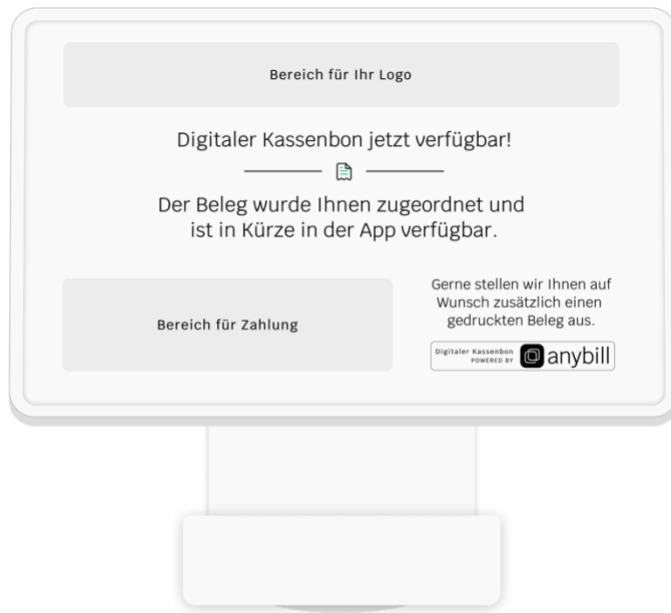 Bereich für Ihr Logo
Digitaler Kassenbon jetzt verfügbar!
Der Beleg wurde Ihnen zugeordnet und
ist in Kürze in der App verfügbar.
Bereich für Zahlung
Gerne stellen wir Ihnen auf
Wunsch zusätzlich einen
gedruckten Beleg aus.
Digitaler Kassenbon
POWERED BY
anybill